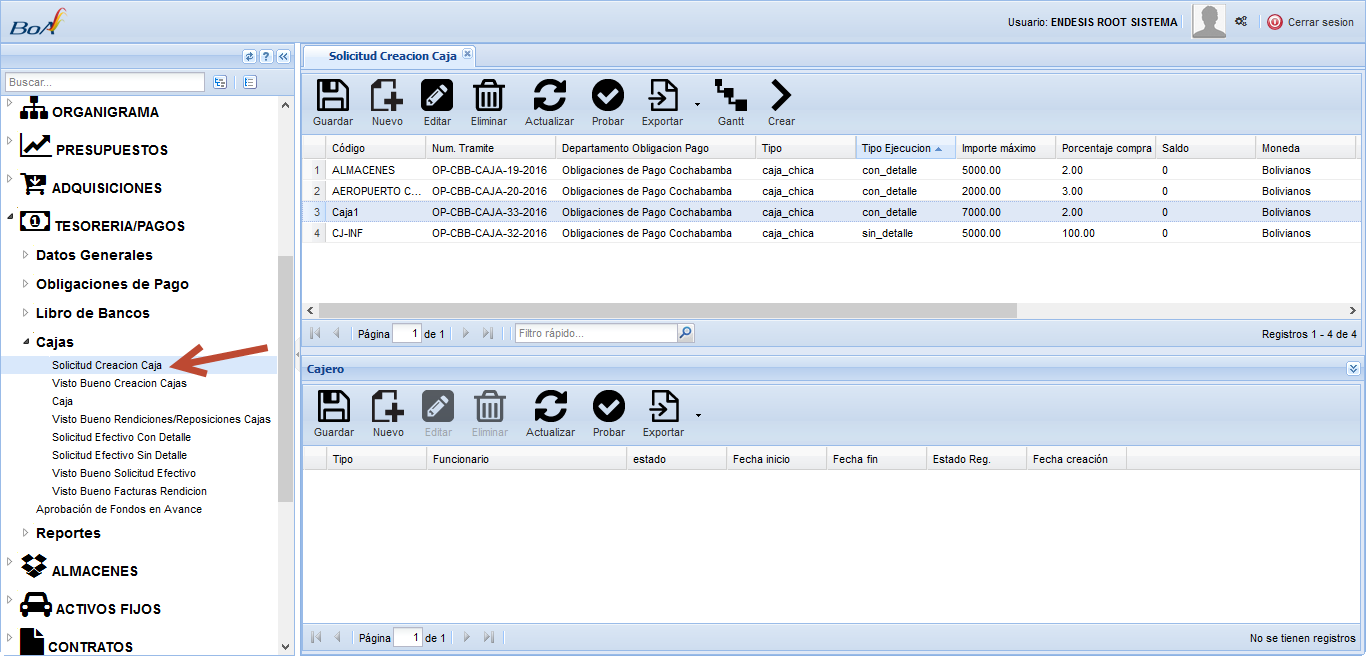 BoA
Usuario: ENDESIS ROOT SISTEMA
Cerrar sesion
Buscar...
ORGANIGRAMA
PRESUPUESTOS
ADQUISICIONES
TESORERIA/PAGOS
Datos Generales
Obligaciones de Pago
Libro de Bancos
Cajas
Solicitud Creacion Caja
Visto Bueno Creacion Cajas
Caja
Visto Bueno Rendiciones/Reposiciones Cajas
Solicitud Efectivo Con Detalle
Solicitud Efectivo Sin Detalle
Visto Bueno Solicitud Efectivo
Visto Bueno Facturas Rendicion
Aprobación de Fondos en Avance
Reportes
ALMACENES
ACTIVOS FIJOS
CONTRATOS
Solicitud Creacion Caja
Guardar Nuevo Editar Eliminar Actualizar Probar Exportar Gantt Crear
Código Num. Tramite Departamento Obligacion Pago Tipo Tipo Ejecucion Importe máximo Porcentaje compra Saldo Moneda
1 ALMACENES OP-CBB-CAJA-19-2016 Obligaciones de Pago Cochabamba caja_chica con_detalle 5000.00 2.00 0 Bolivianos
2 AEROPUERTO C... OP-CBB-CAJA-20-2016 Obligaciones de Pago Cochabamba caja_chica con_detalle 2000.00 3.00 0 Bolivianos
3 Caja1 OP-CBB-CAJA-33-2016 Obligaciones de Pago Cochabamba caja_chica con_detalle 7000.00 2.00 0 Bolivianos
4 CJ-INF OP-CBB-CAJA-32-2016 Obligaciones de Pago Cochabamba caja_chica sin_detalle 5000.00 100.00 0 Bolivianos
Página 1 de 1 Filtro rápido... Registros 1 - 4 de 4
Cajero
Guardar Nuevo Editar Eliminar Actualizar Probar Exportar
Tipo Funcionario estado Fecha inicio Fecha fin Estado Reg. Fecha creación
Página 1 de 1 No se tienen registros